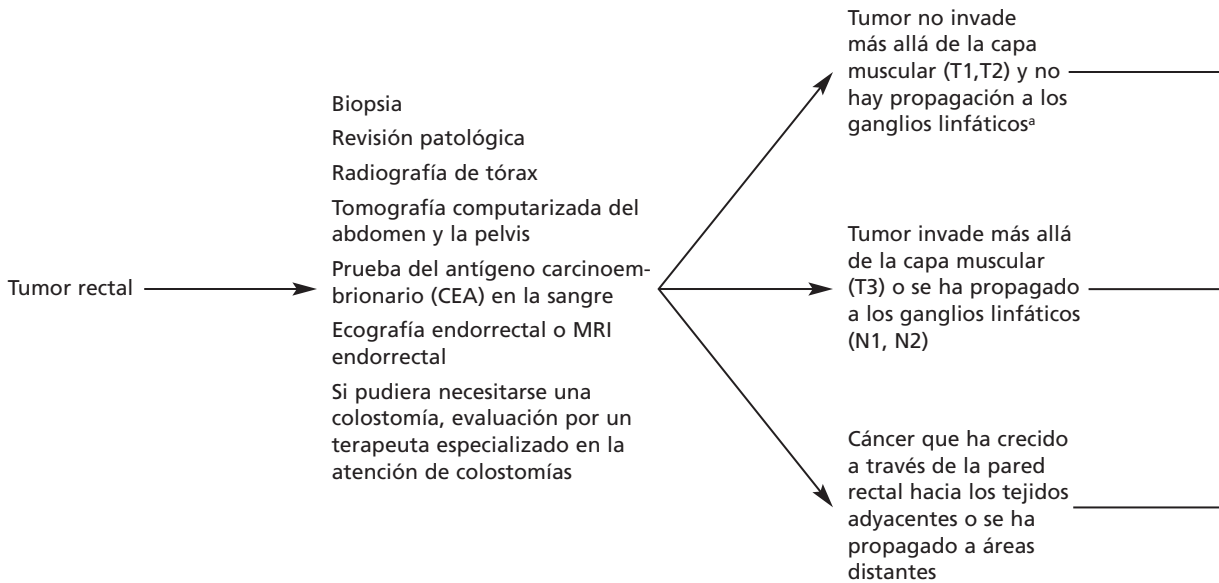 Tumor rectal
Biopsia
Revisión patológica
Radiografía de tórax
Tomografía computarizada del
abdomen y la pelvis
Prueba del antígeno carcinoem-
brionario (CEA) en la sangre
Ecografía endorrectal o MRI
endorrectal
Si pudiera necesitarse una
colostomía, evaluación por un
terapeuta especializado en la
atención de colostomías
Tumor no invade
más allá de la capa
muscular (T1,T2) y no
hay propagación a los
ganglios linfáticosª
Tumor invade más allá
de la capa muscular
(T3) o se ha propagado
a los ganglios linfáticos
(N1, N2)
Cáncer que ha crecido
a través de la pared
rectal hacia los tejidos
adyacentes o se ha
propagado a áreas
distantes